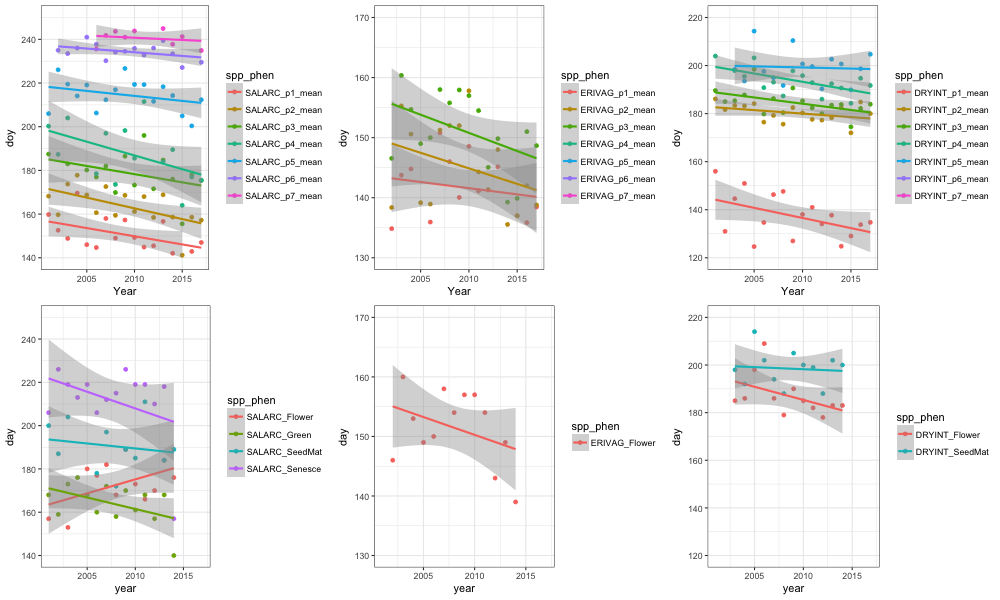 240
220
200
180
160
140
doy
2005 2010 2015
Year
spp_phen
SALARC_p1_mean
SALARC_p2_mean
SALARC_p3_mean
SALARC_p4_mean
SALARC_p5_mean
SALARC_p6_mean
SALARC_p7_mean
170
160
150
140
130
doy
2005 2010 2015
Year
spp_phen
ERIVAG_p1_mean
ERIVAG_p2_mean
ERIVAG_p3_mean
ERIVAG_p4_mean
ERIVAG_p5_mean
ERIVAG_p6_mean
ERIVAG_p7_mean
220
200
180
160
140
120
doy
2005 2010 2015
Year
spp_phen
DRYINT_p1_mean
DRYINT_p2_mean
DRYINT_p3_mean
DRYINT_p4_mean
DRYINT_p5_mean
DRYINT_p6_mean
DRYINT_p7_mean
240
220
200
180
160
140
day
2005 2010 2015
year
spp_phen
SALARC_Flower
SALARC_Green
SALARC_SeedMat
SALARC_Senesce
170
160
150
140
130
day
2005 2010 2015
year
spp_phen
ERIVAG_Flower
220
200
180
160
140
120
day
2005 2010 2015
year
spp_phen
DRYINT_Flower
DRYINT_SeedMat